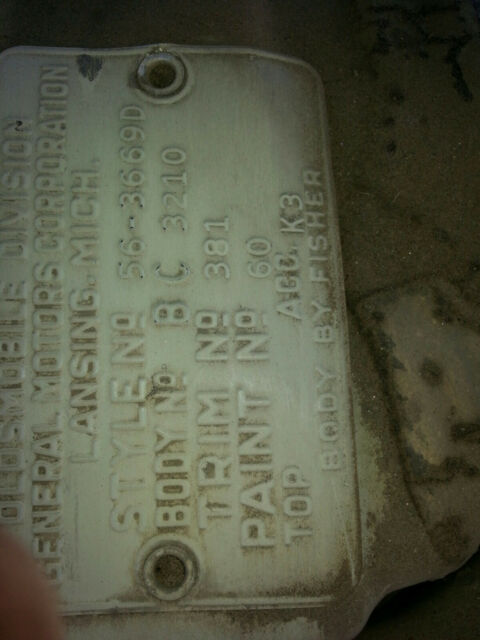 OLDSMOBILE DIVISION
GENERAL MOTORS CORPORATION
LANSING, MICH.
STYLE No 56-3669D
BODY No B C 3210
TRIM No 381
PAINT No 60
TOP ACC. K3
BODY BY FISHER